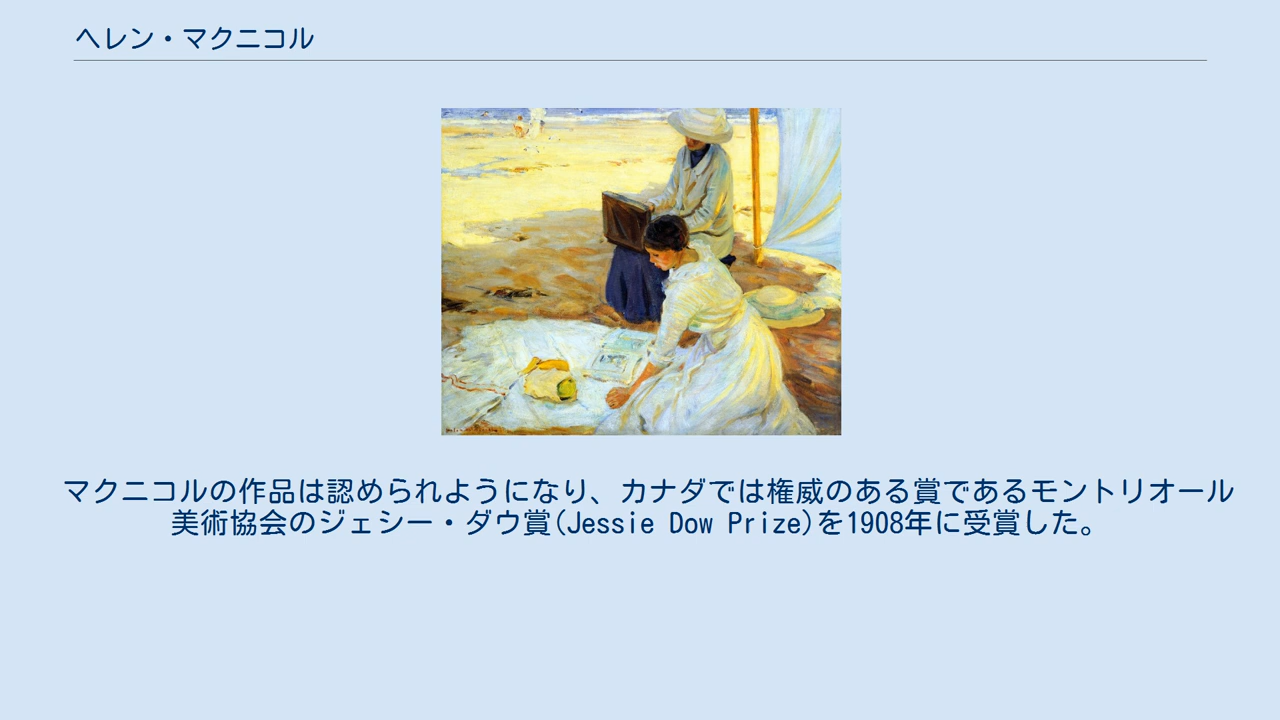 ヘレン・マクニコル
マクニコルの作品は認められようになり、カナダでは権威のある賞であるモントリオール
美術協会のジェシー・ダウ賞(Jessie Dow Prize)を1908年に受賞した。